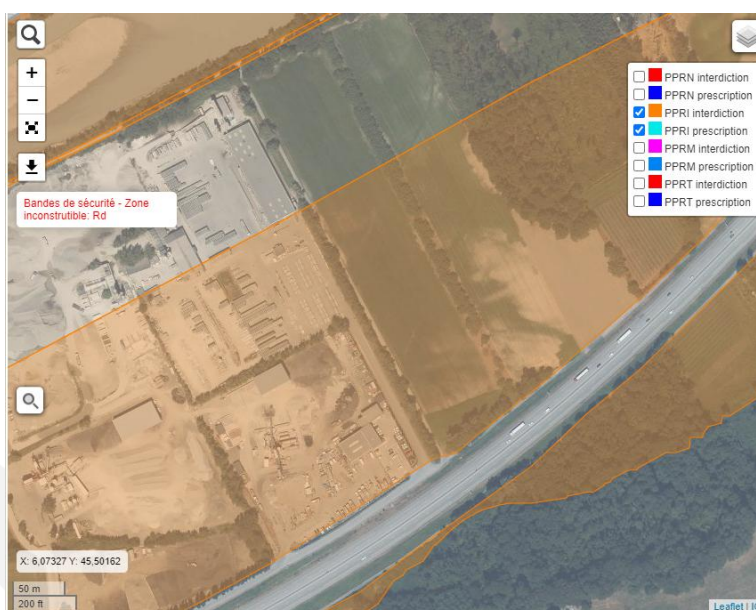 +
−
PPRN interdiction
PPRN prescription
PPRI interdiction
PPRI prescription
PPRM interdiction
PPRM prescription
PPRT interdiction
PPRT prescription
Bandes de sécurité - Zone
inconstrutible: Rd
X: 6,07327 Y: 45,50162
50 m
200 ft
Leaflet |